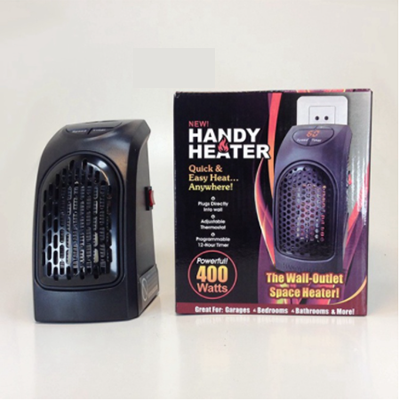 NEW!
HANDY
HEATER
Quick &
Easy Heat...
Anywhere!
• Plugs Directly
Into wall
• Adjustable
Thermostat
• Programmable
12-Hour Timer
Powerful!
400
Watts
60
The Wall-Outlet
Space Heater!
Great For: Garages • Bedrooms • Bathrooms & More!